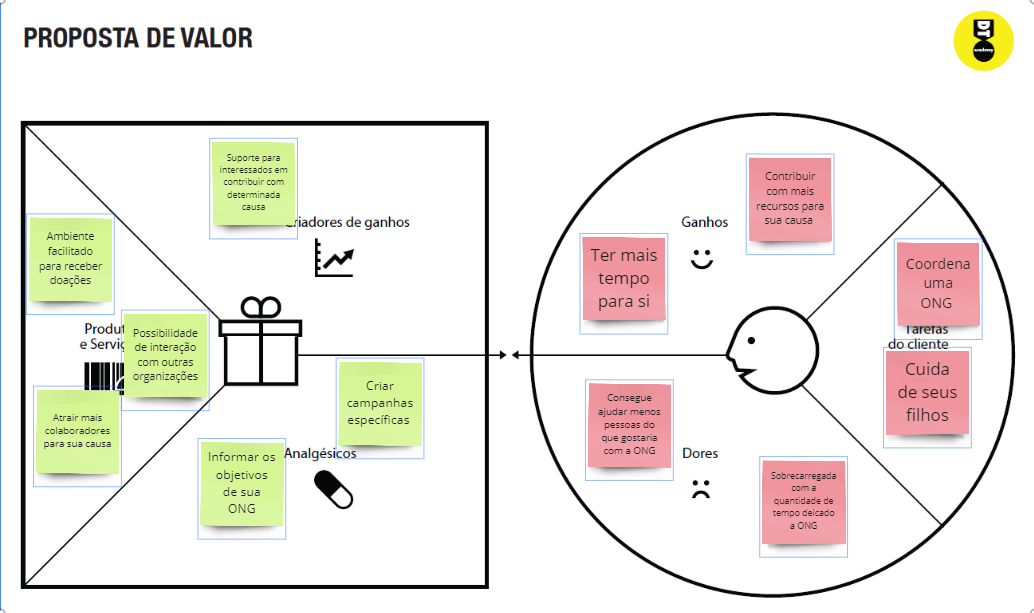 PROPOSTA DE VALOR
DT
academy
Suporte para
interessados em
contribuir com
determinada
causa
Criadores de ganhos
Ambiente
facilitado
para receber
doações
Possibilidade
de interação
com outras
organizações
e Serviç
Atrair mais
colaboradores
para sua causa
Criar
campanhas
específicas
Analgésicos
Informar os
objetivos
de sua
ONG
Contribuir
com mais
recursos para
sua causa
Ganhos
Ter mais
tempo
para si
Coordena
uma
ONG
Tarefas
do cliente
Cuida
de seus
filhos
Consegue
ajudar menos
pessoas do
que gostaria
com a ONG
Dores
Sobrecarregada
com a
quantidade de
tempo deicado
a ONG